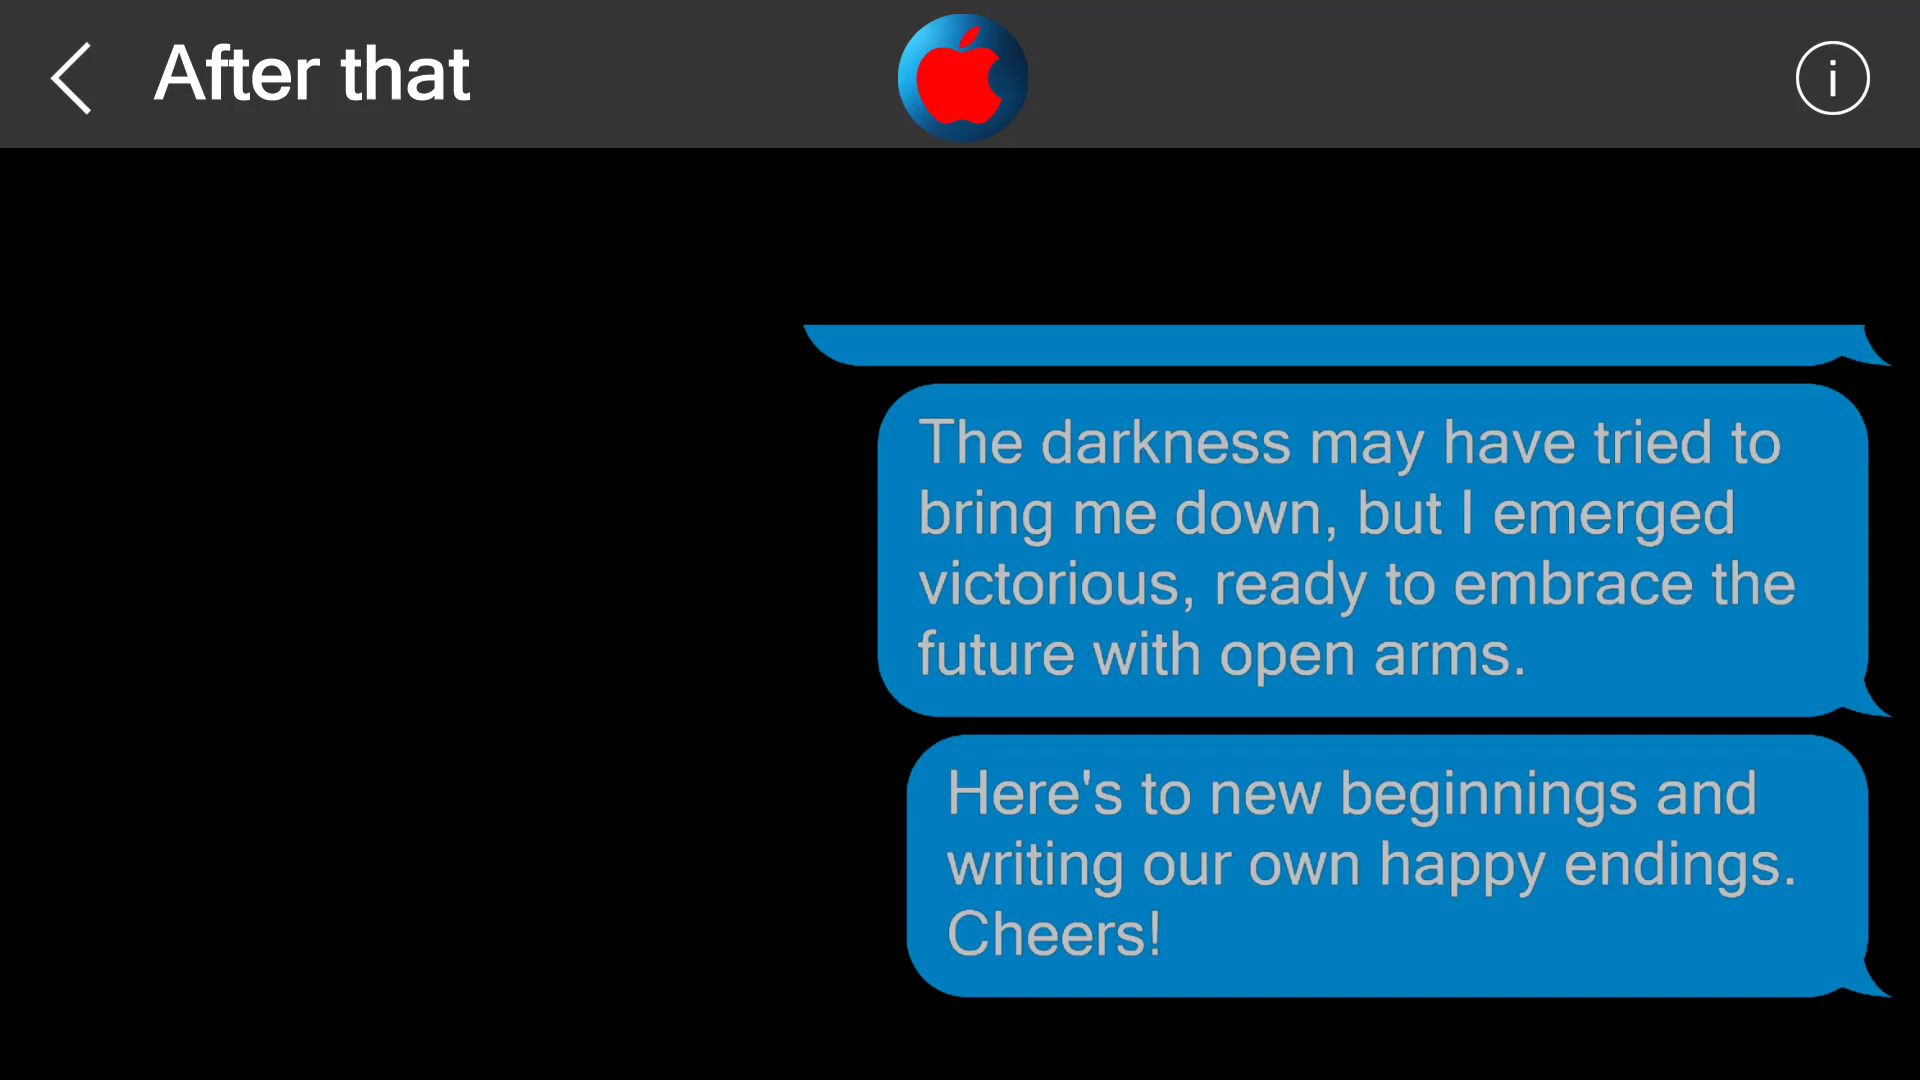 After that
i
The darkness may have tried to
bring me down, but I emerged
victorious, ready to embrace the
future with open arms.
Here's to new beginnings and
writing our own happy endings.
Cheers!